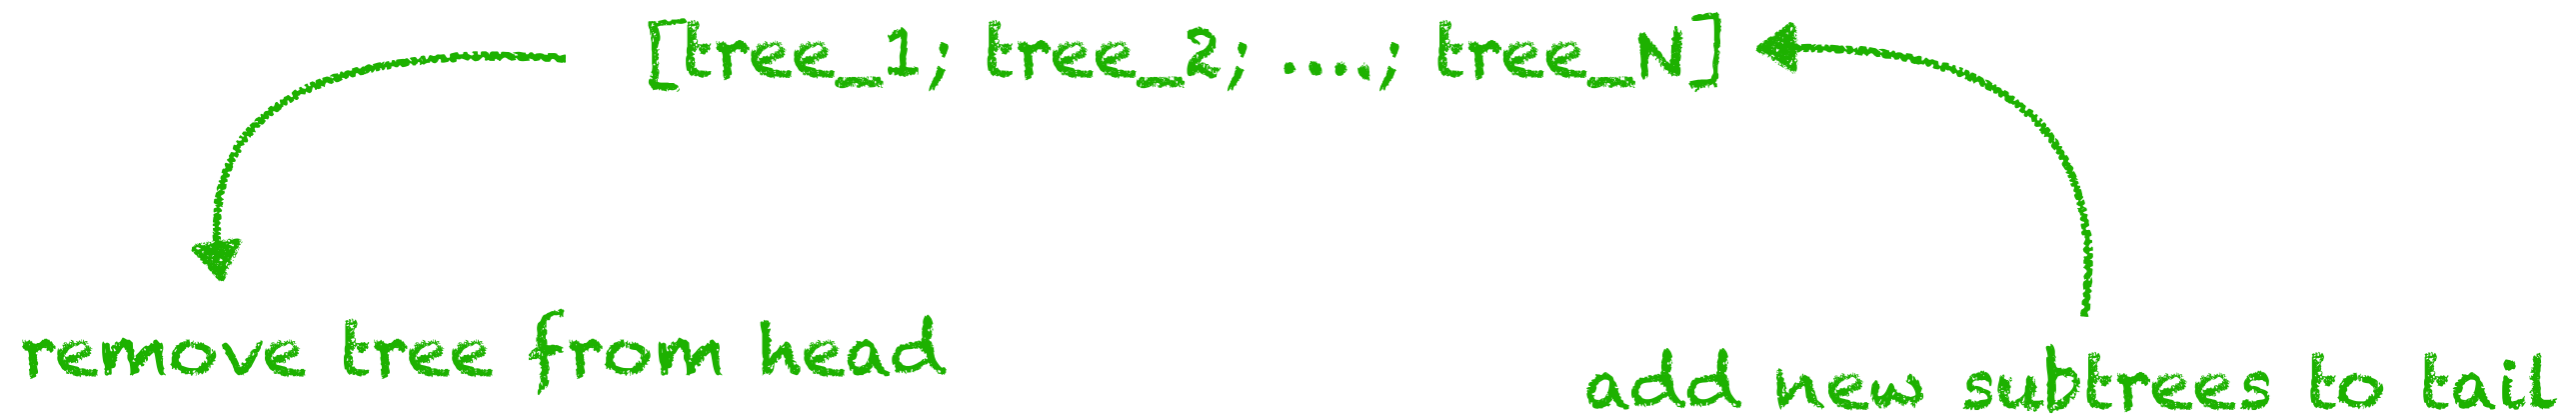 [tree_1; tree_2; ....; tree_N]
remove tree from head
add new subtrees to tail